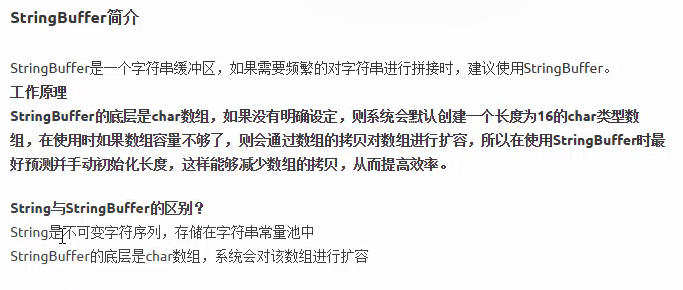 StringBuffer简介
StringBuffer是一个字符串缓冲区，如果需要频繁的对字符串进行拼接时，建议使用StringBuffer。
工作原理
StringBuffer的底层是char数组，如果没有明确设定，则系统会默认创建一个长度为16的char类型数
组，在使用时如果数组容量不够了，则会通过数组的拷贝对数组进行扩容，所以在使用StringBuffer时最
好预测并手动初始化长度，这样能够减少数组的拷贝，从而提高效率。
String与StringBuffer的区别？
String是不可变字符序列，存储在字符串常量池中
StringBuffer的底层是char数组，系统会对该数组进行扩容